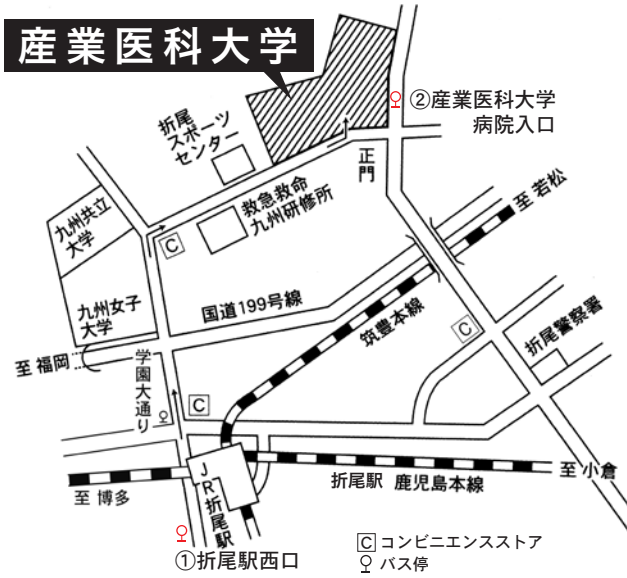 産業医科大学
②産業医科大学
病院入口
折尾
スポーツ
センター
正門
救急救命
九州研修所
至 若松
九州共立
大学
C
九州女子
大学
国道199号線
筑豊本線
C
折尾警察署
至 福岡
学園大通り
C
JR折尾駅
至 博多
折尾駅 鹿児島本線
至 小倉
①折尾駅西口
C コンビニエンスストア
バス停